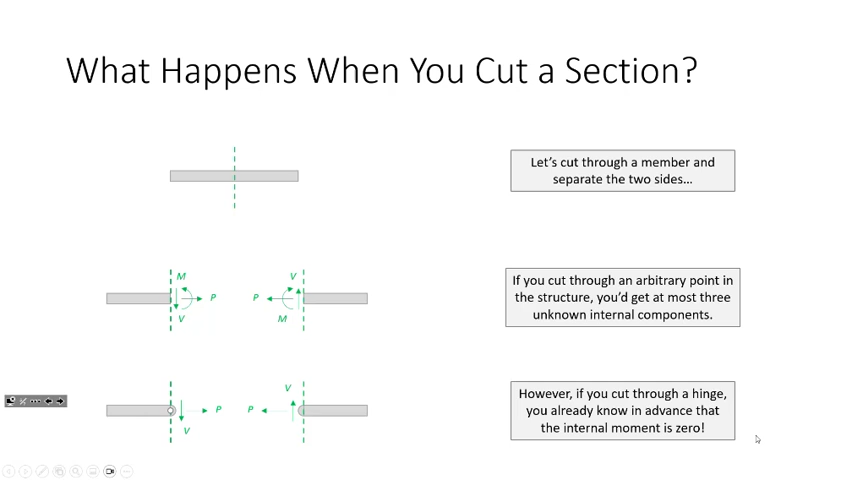 What Happens When You Cut a Section?
Let's cut through a member and
separate the two sides...
M
V
P
P
V
M
If you cut through an arbitrary point in
the structure, you'd get at most three
unknown internal components.
P
V
P
V
However, if you cut through a hinge,
you already know in advance that
the internal moment is zero!